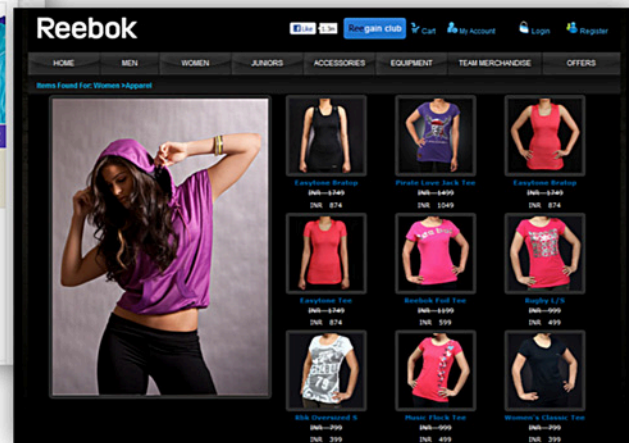 Reebok
Like 1.3m Reegain club Cart My Account Login Register
HOME MEN WOMEN JUNIORS ACCESSORIES EQUIPMENT TEAM MERCHANDISE OFFERS
Items Found For: Women >Apparel
Easytone Bratop Pirate Love Jack Tee Easytone Bratop
INR 1749 INR 1499 INR 1749
INR 874 INR 1049 INR 874
Easytone Tee Reebok Foil Tee Rugby L/S
INR 1749 INR 1199 INR 999
INR 874 INR 599 INR 499
Rbk Oversized S Music Flock Tee Women's Classic Tee
INR 799 INR 999 INR 799
INR 399 INR 499 INR 399